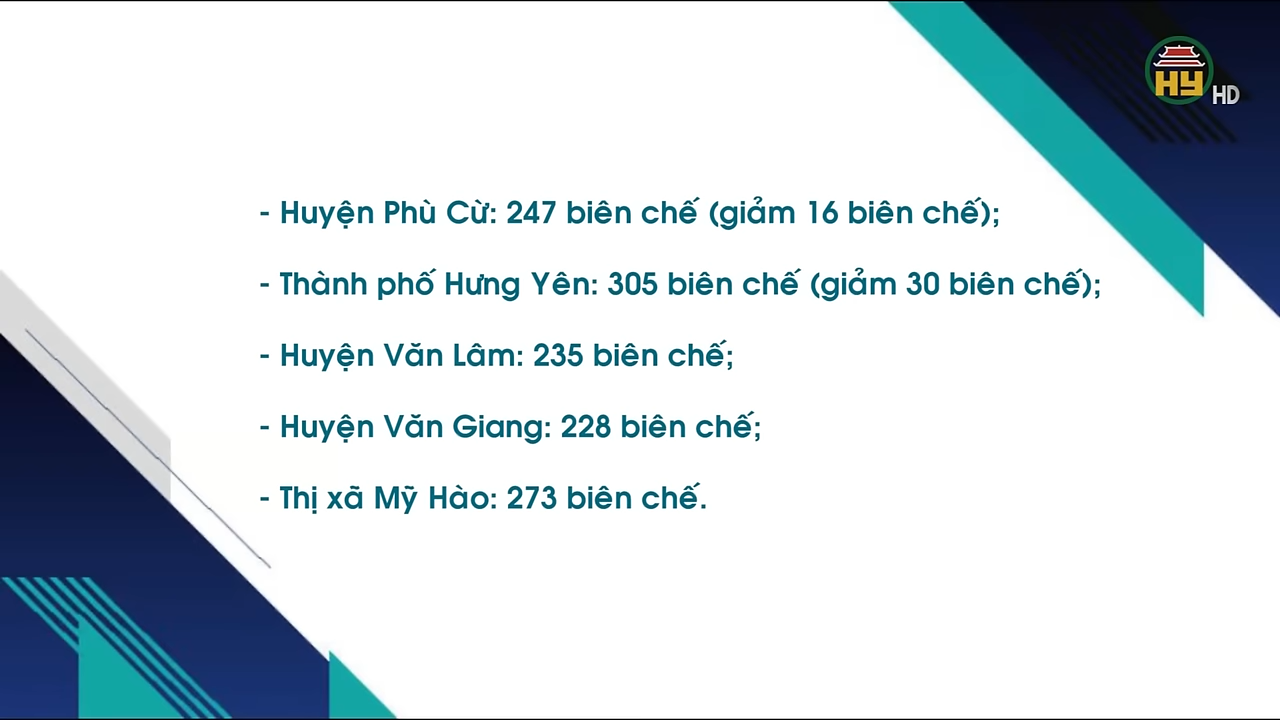 HY HD
- Huyện Phù Cừ: 247 biên chế (giảm 16 biên chế);
- Thành phố Hưng Yên: 305 biên chế (giảm 30 biên chế);
- Huyện Văn Lâm: 235 biên chế;
- Huyện Văn Giang: 228 biên chế;
- Thị xã Mỹ Hào: 273 biên chế.